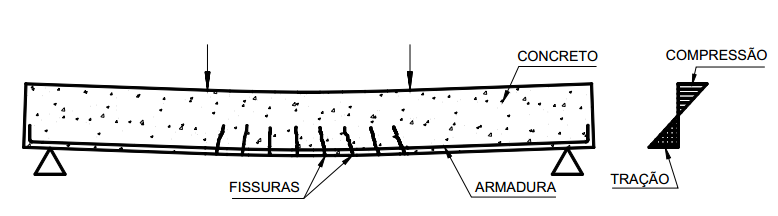 CONCRETO
COMPRESSÃO
FISSURAS
ARMADURA
TRAÇÃO